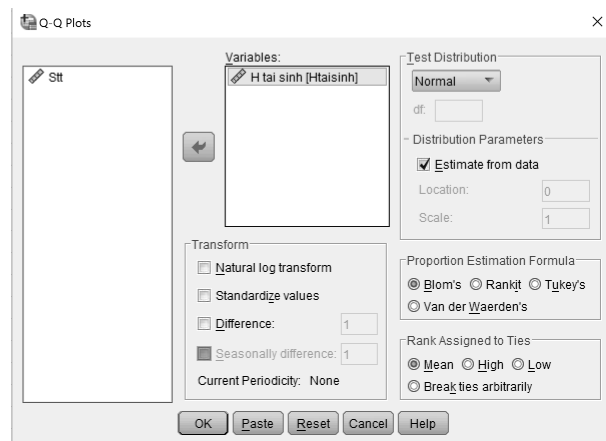 Q-Q Plots
Stt
Variables:
H tai sinh [Htaisinh]
Test Distribution
Normal
df:
Distribution Parameters
Estimate from data
Location: 0
Scale: 1
Transform
Natural log transform
Standardize values
Difference: 1
Seasonally difference: 1
Current Periodicity: None
Proportion Estimation Formula
Blom's Rankit Tukey's
Van der Waerden's
Rank Assigned to Ties
Mean High Low
Break ties arbitrarily
OK Paste Reset Cancel Help